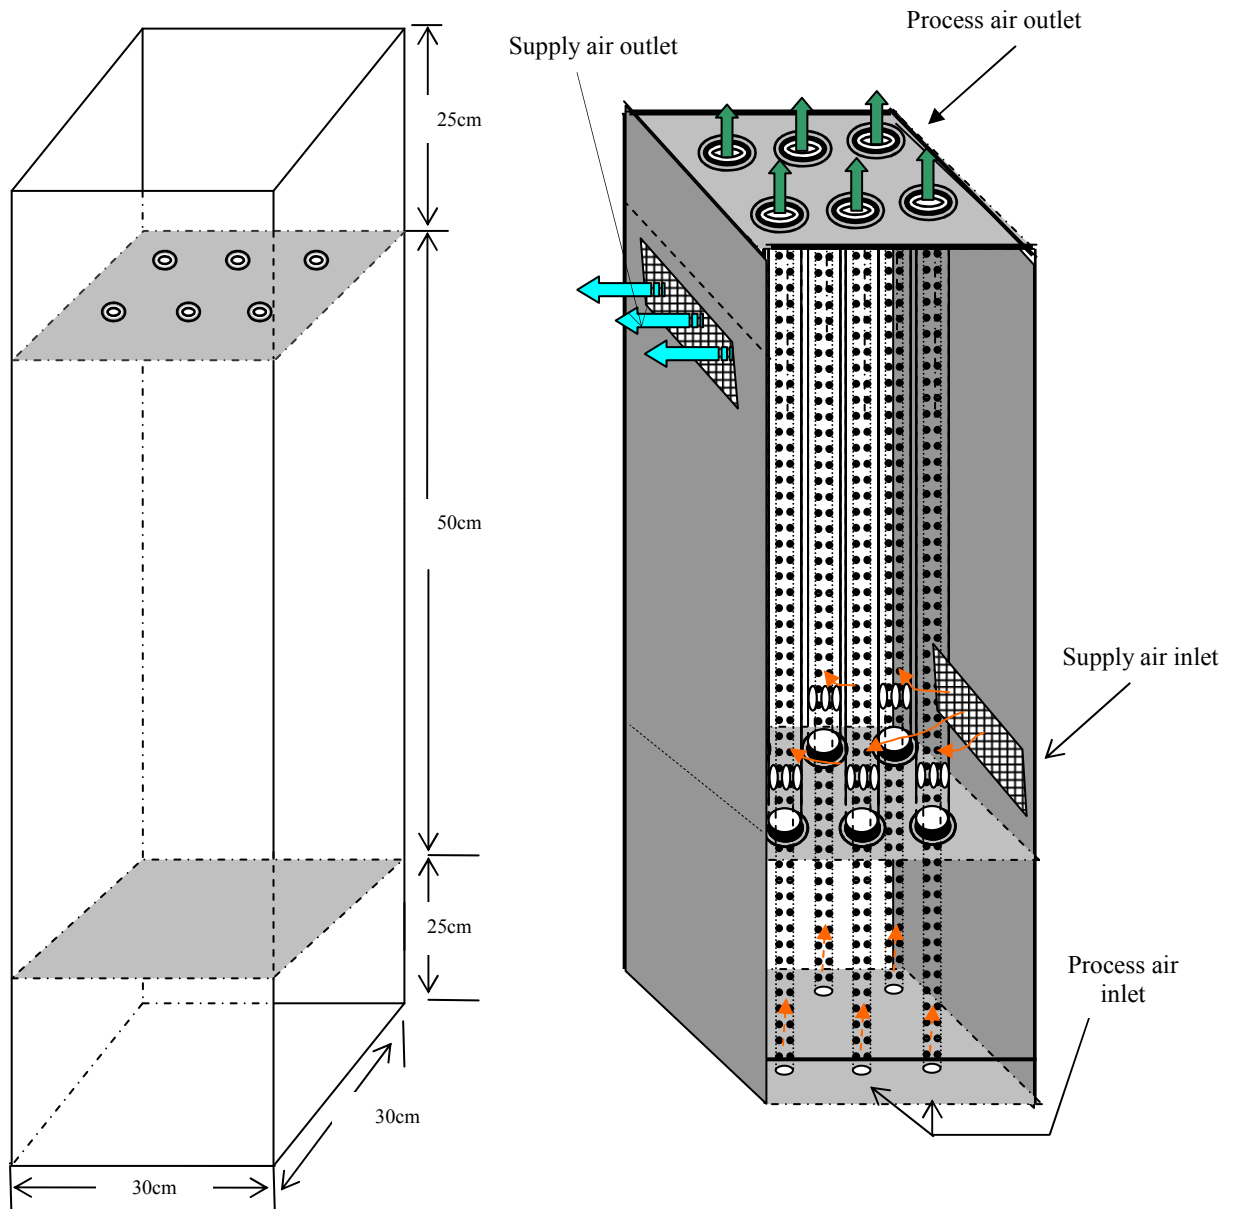 Process air outlet
Supply air outlet
25cm
50cm
Supply air inlet
25cm
Process air
inlet
30cm
30cm